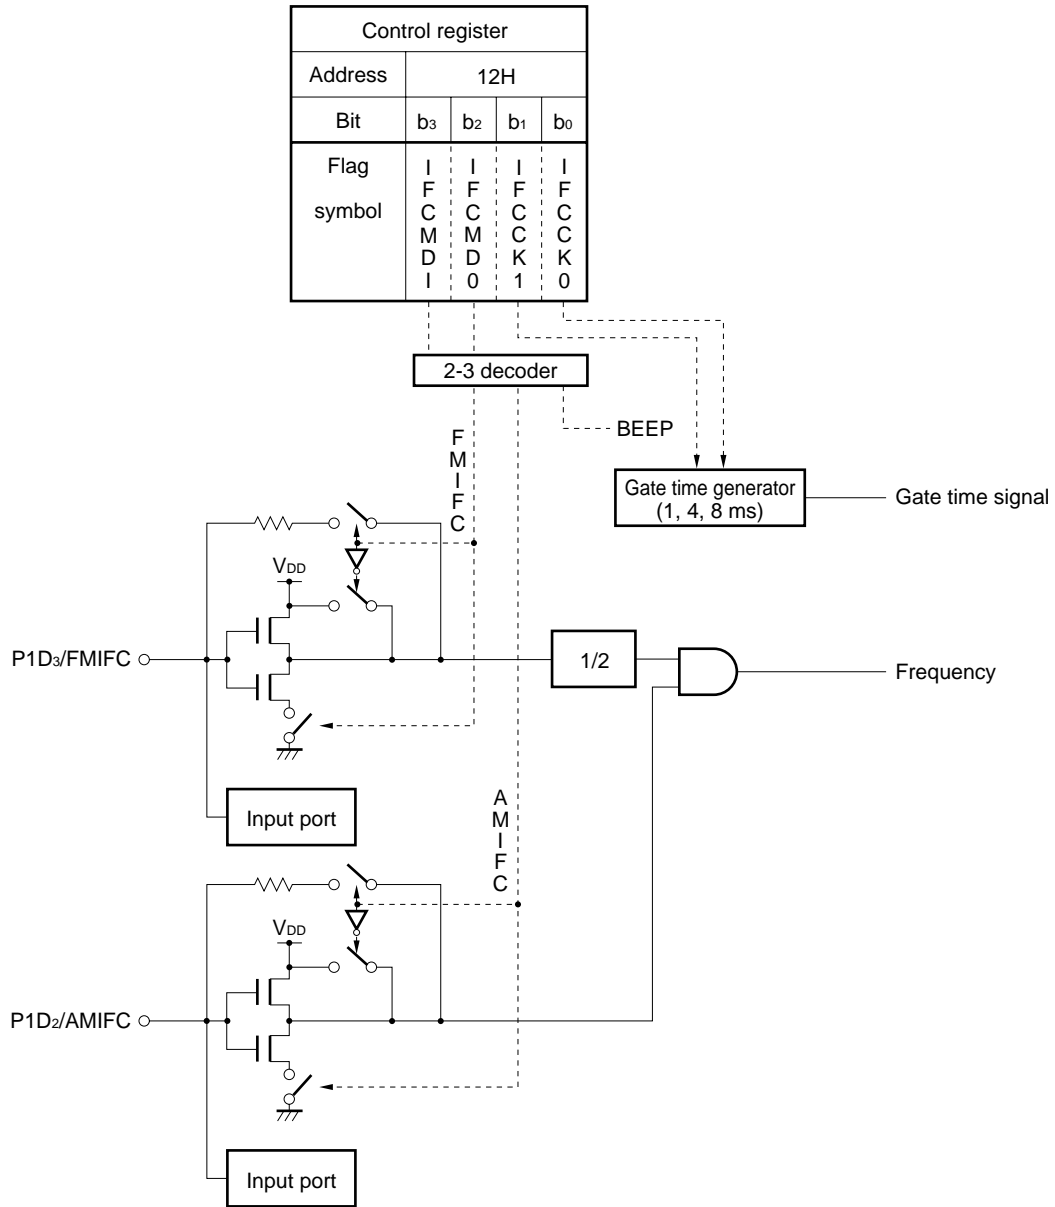 Control register
Address 12H
Bit b3 b2 b1 b0
Flag symbol IFCMDI IFCMD0 IFCCK1 IFCCK0
2-3 decoder
BEEP
FMIFC
Gate time generator
(1, 4, 8 ms)
Gate time signal
VDD
P1D3/FMIFC
1/2
Frequency
Input port
AMIFC
VDD
P1D2/AMIFC
Input port